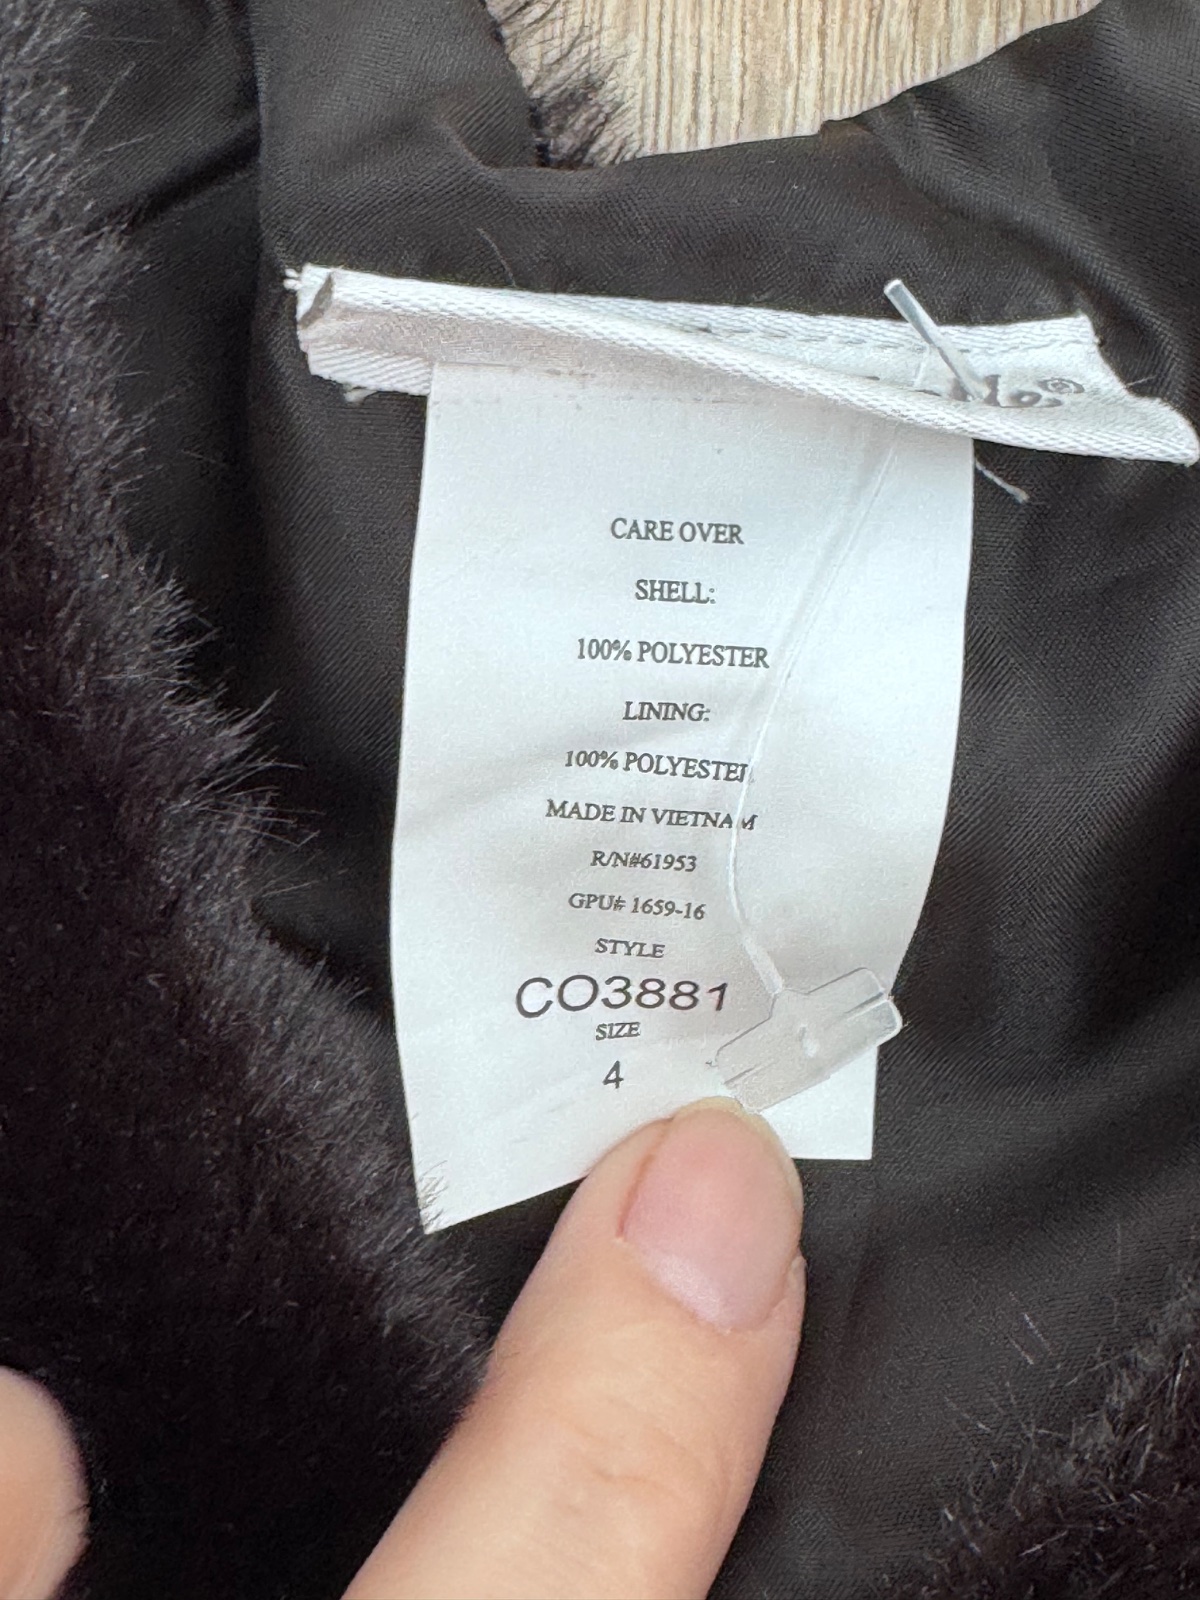 ®
CARE OVER
SHELL:
100% POLYESTER
LINING:
100% POLYESTER
MADE IN VIETNAM
R/N#61953
GPU# 1659-16
STYLE
CO3881
SIZE
4